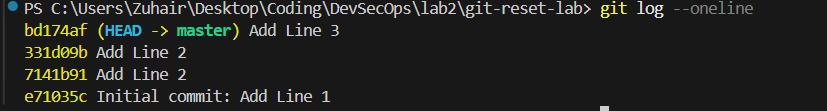 PS C:\Users\Zuhair\Desktop\Coding\DevSecOps\lab2\git-reset-lab> git log --oneline
bd174af (HEAD -> master) Add Line 3
331d09b Add Line 2
7141b91 Add Line 2
e71035c Initial commit: Add Line 1